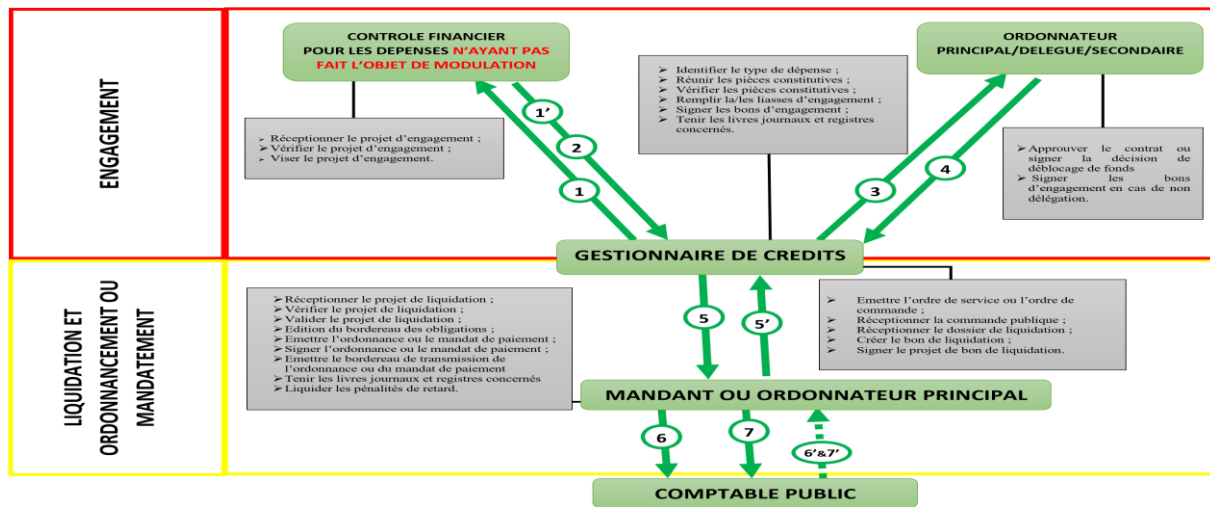 ENGAGEMENT
CONTROLE FINANCIER
POUR LES DEPENSES N'AYANT PAS
FAIT L'OBJET DE MODULATION
ORDONNATEUR
PRINCIPAL/DELEGUE/SECONDAIRE
➢ Réceptionner le projet d'engagement ;
➢ Vérifier le projet d'engagement ;
➢ Viser le projet d'engagement.
➢ Identifier le type de dépense ;
➢ Réunir les pièces constitutives ;
➢ Vérifier les pièces constitutives ;
➢ Remplir la/les liasses d'engagement ;
➢ Signer les bons d'engagement ;
➢ Tenir les livres journaux et registres
concernés.
➢ Approuver le contrat ou
signer la décision de
déblocage de fonds
➢ Signer les bons
d'engagement en cas de non
délégation.
1'
2
1
3
4
GESTIONNAIRE DE CREDITS
LIQUIDATION ET
ORDONNANCEMENT OU
MANDATEMENT
➢ Réceptionner le projet de liquidation ;
➢ Vérifier le projet de liquidation ;
➢ Valider le projet de liquidation ;
➢ Edition du bordereau des obligations ;
➢ Emettre l'ordonnance ou le mandat de paiement ;
➢ Signer l'ordonnance ou le mandat de paiement ;
➢ Emettre le bordereau de transmission de
l'ordonnance ou du mandat de paiement
➢ Tenir les livres journaux et registres concernés
➢ Liquider les pénalités de retard.
5
5'
➢ Emettre l'ordre de service ou l'ordre de
commande ;
➢ Réceptionner la commande publique ;
➢ Réceptionner le dossier de liquidation ;
➢ Créer le bon de liquidation ;
➢ Signer le projet de bon de liquidation.
MANDANT OU ORDONNATEUR PRINCIPAL
6
7
6'&7'
COMPTABLE PUBLIC